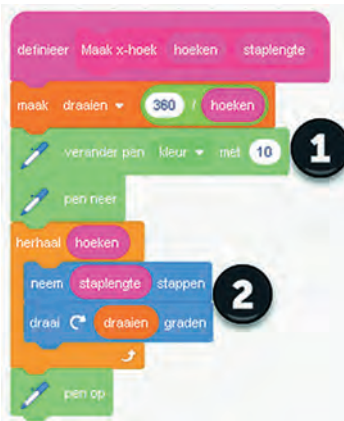 definieer Maak x-hoek hoeken staplengte
maak draaien 360 / hoeken
verander pen kleur met 10
1
pen neer
herhaal hoeken
neem staplengte stappen
2
draai draaien graden
pen op